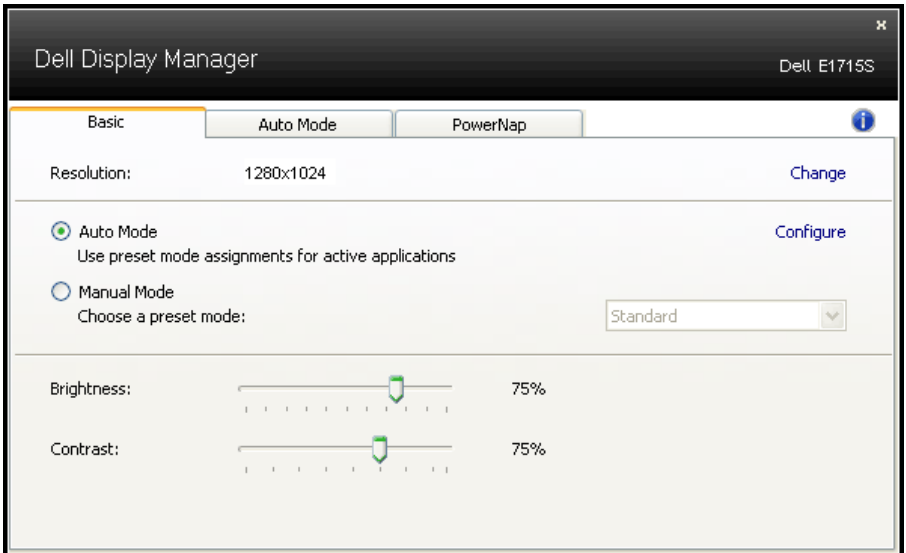 x
Dell Display Manager
Dell E1715S
Basic Auto Mode PowerNap i
Resolution: 1280x1024 Change
Auto Mode Configure
Use preset mode assignments for active applications
Manual Mode
Choose a preset mode: Standard
Brightness: 75%
Contrast: 75%